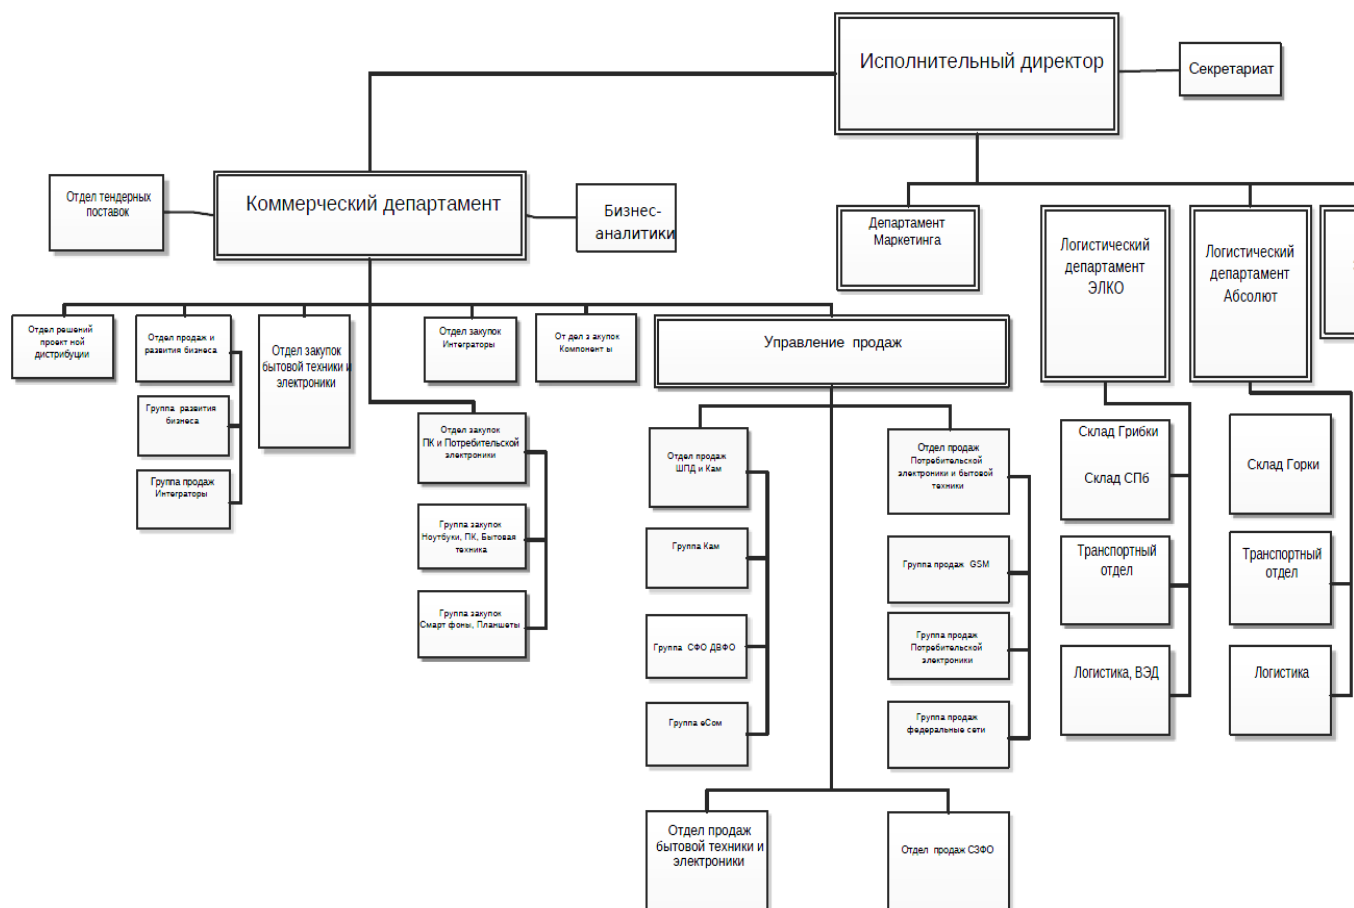 Исполнительный директор
Секретариат
Отдел тендерных
поставок
Коммерческий департамент
Бизнес-
аналитики
Департамент
Маркетинга
Логистический
департамент
ЭЛКО
Логистический
департамент
Абсолют
Отдел решений
проект ной
дистрибуции
Отдел продаж и
развития бизнеса
Отдел закупок
бытовой техники и
электроники
Отдел закупок
Интеграторы
От дел з акупок
Компонент ы
Управление продаж
Группа развития
бизнеса
Группа продаж
Интеграторы
Отдел закупок
ПК и Потребительской
электроники
Группа закупок
Ноутбуки, ПК, Бытовая
техника
Группа закупок
Смарт фоны, Планшеты
Отдел продаж
ШПД и Кам
Группа Кам
Группа СФО ДВФО
Группа eCom
Отдел продаж
Потребительской
электроники и бытовой
техники
Группа продаж GSM
Группа продаж
Потребительской
электроники
Группа продаж
федеральные сети
Склад Грибки
Склад СПб
Транспортный
отдел
Логистика, ВЭД
Склад Горки
Транспортный
отдел
Логистика
Отдел продаж
бытовой техники и
электроники
Отдел продаж СЗФО